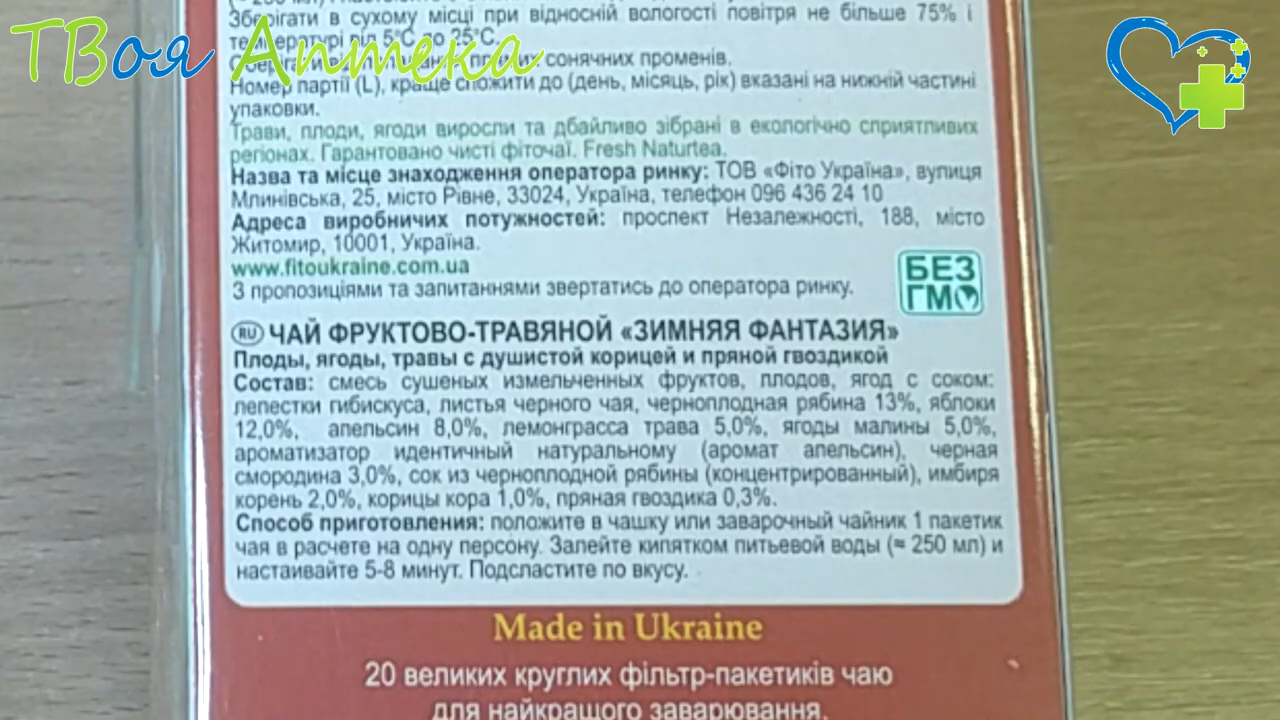 ТВоя Аптека
Зберігати в сухому місці при відносній вологості повітря не більше 75% і
температурі від 5°С до 25°С.
сонячних променів.
Номер партії (L), краще спожити до (день, місяць, рік) вказані на нижній частині
упаковки.
Трави, плоди, ягоди виросли та дбайливо зібрані в екологічно сприятливих
регіонах. Гарантовано чисті фіточаї. Fresh Naturtea.
Назва та місце знаходження оператора ринку: ТОВ «Фіто Україна», вулиця
Млинівська, 25, місто Рівне, 33024, Україна, телефон 096 436 24 10
Адреса виробничих потужностей: проспект Незалежності, 188, місто
Житомир, 10001, Україна.
www.fitoukraine.com.ua
З пропозиціями та запитаннями звертатись до оператора ринку.
БЕЗ
ГМО
RU ЧАЙ ФРУКТОВО-ТРАВЯНОЙ «ЗИМНЯЯ ФАНТАЗИЯ»
Плоды, ягоды, травы с душистой корицей и пряной гвоздикой
Состав: смесь сушеных измельченных фруктов, плодов, ягод с соком:
лепестки гибискуса, листья черного чая, черноплодная рябина 13%, яблоки
12,0%, апельсин 8,0%, лемонграсса трава 5,0%, ягоды малины 5,0%,
ароматизатор идентичный натуральному (аромат апельсин), черная
смородина 3,0%, сок из черноплодной рябины (концентрированный), имбиря
корень 2,0%, корицы кора 1,0%, пряная гвоздика 0,3%.
Способ приготовления: положите в чашку или заварочный чайник 1 пакетик
чая в расчете на одну персону. Залейте кипятком питьевой воды (≈ 250 мл) и
настаивайте 5-8 минут. Подсластите по вкусу.
Made in Ukraine
20 великих круглих фільтр-пакетиків чаю
для найкращого заварювання.